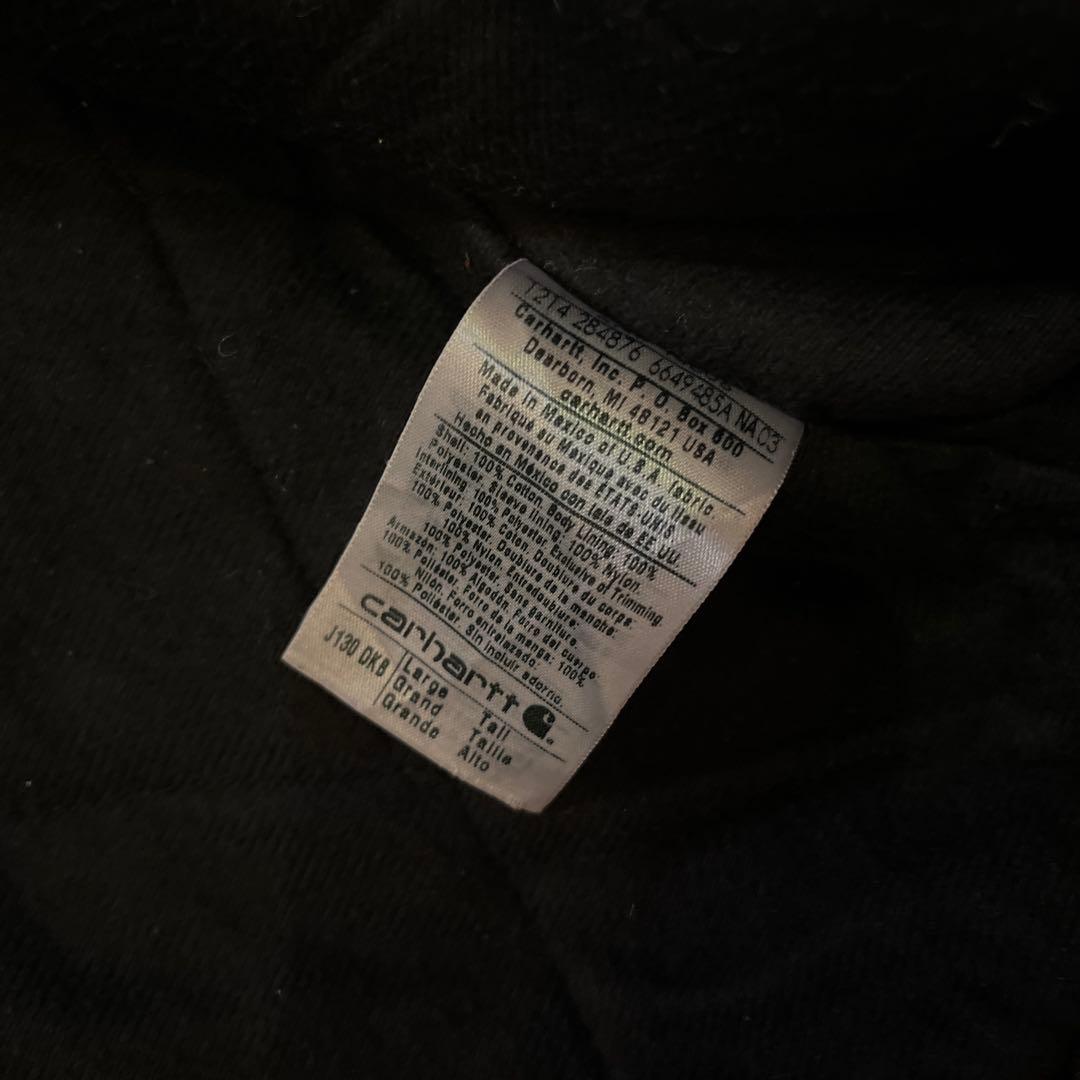 12T4 284876 6649485A NAC3
Carhartt, Inc. P. O. Box 600
Dearborn, MI 48121 USA
carhartt.com
Made in Mexico of U.S.A. fabric
Fabriqué au Mexique avec du tissu
en provenance des ÉTATS-UNIS
Hecho en México con tela de EE.UU.
Shell: 100% Cotton, Body Lining: 100%
Polyester, Sleeve Lining: 100% Nylon,
Interlining: 100% Polyester, Exclusive of Trimming.
Extérieur: 100% Coton, Doublure du corps:
100% Polyester, Doublure de la manche:
100% Nylon, Entredoublure:
100% Polyester, Sans garniture.
Armazón: 100% Algodón, Forro del cuerpo
100% Poliéster, Forro de la manga: 100%
Nilón, Forro entrelazado:
100% Poliéster. Sin incluir adorno.
carhartt
J130 DKB Large Tall
Grand Taille
Grande Alto